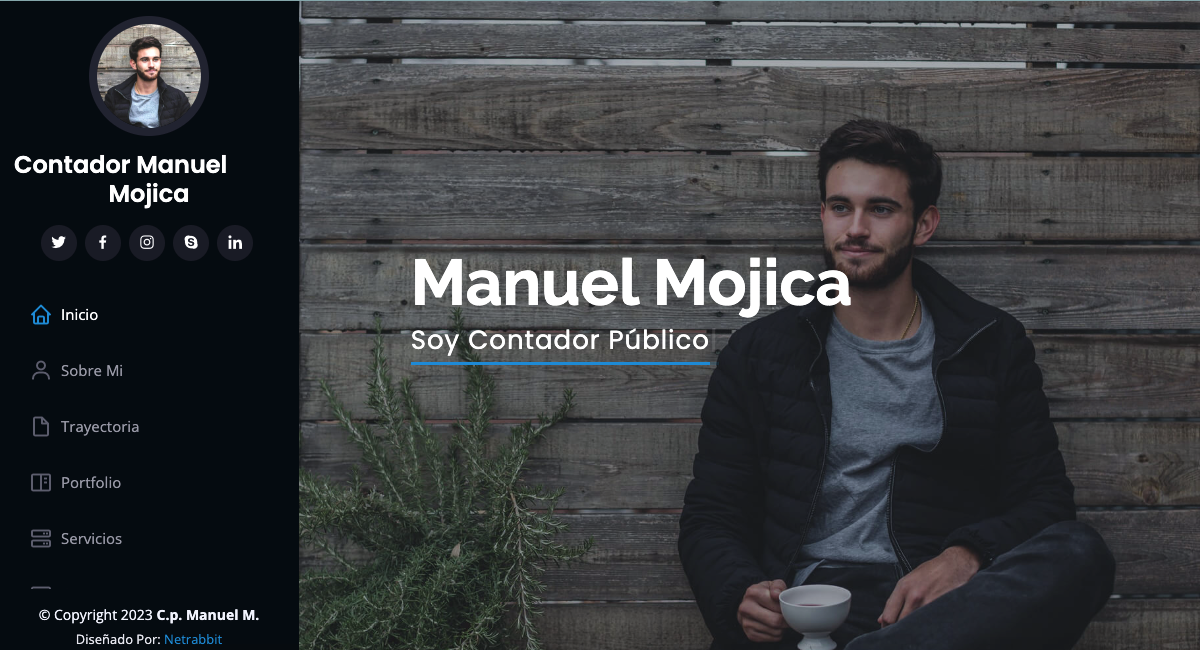 Contador Manuel
Mojica
Inicio
Sobre Mi
Trayectoria
Portfolio
Servicios
© Copyright 2023 C.p. Manuel M.
Diseñado Por: Netrabbit
Manuel Mojica
Soy Contador Público